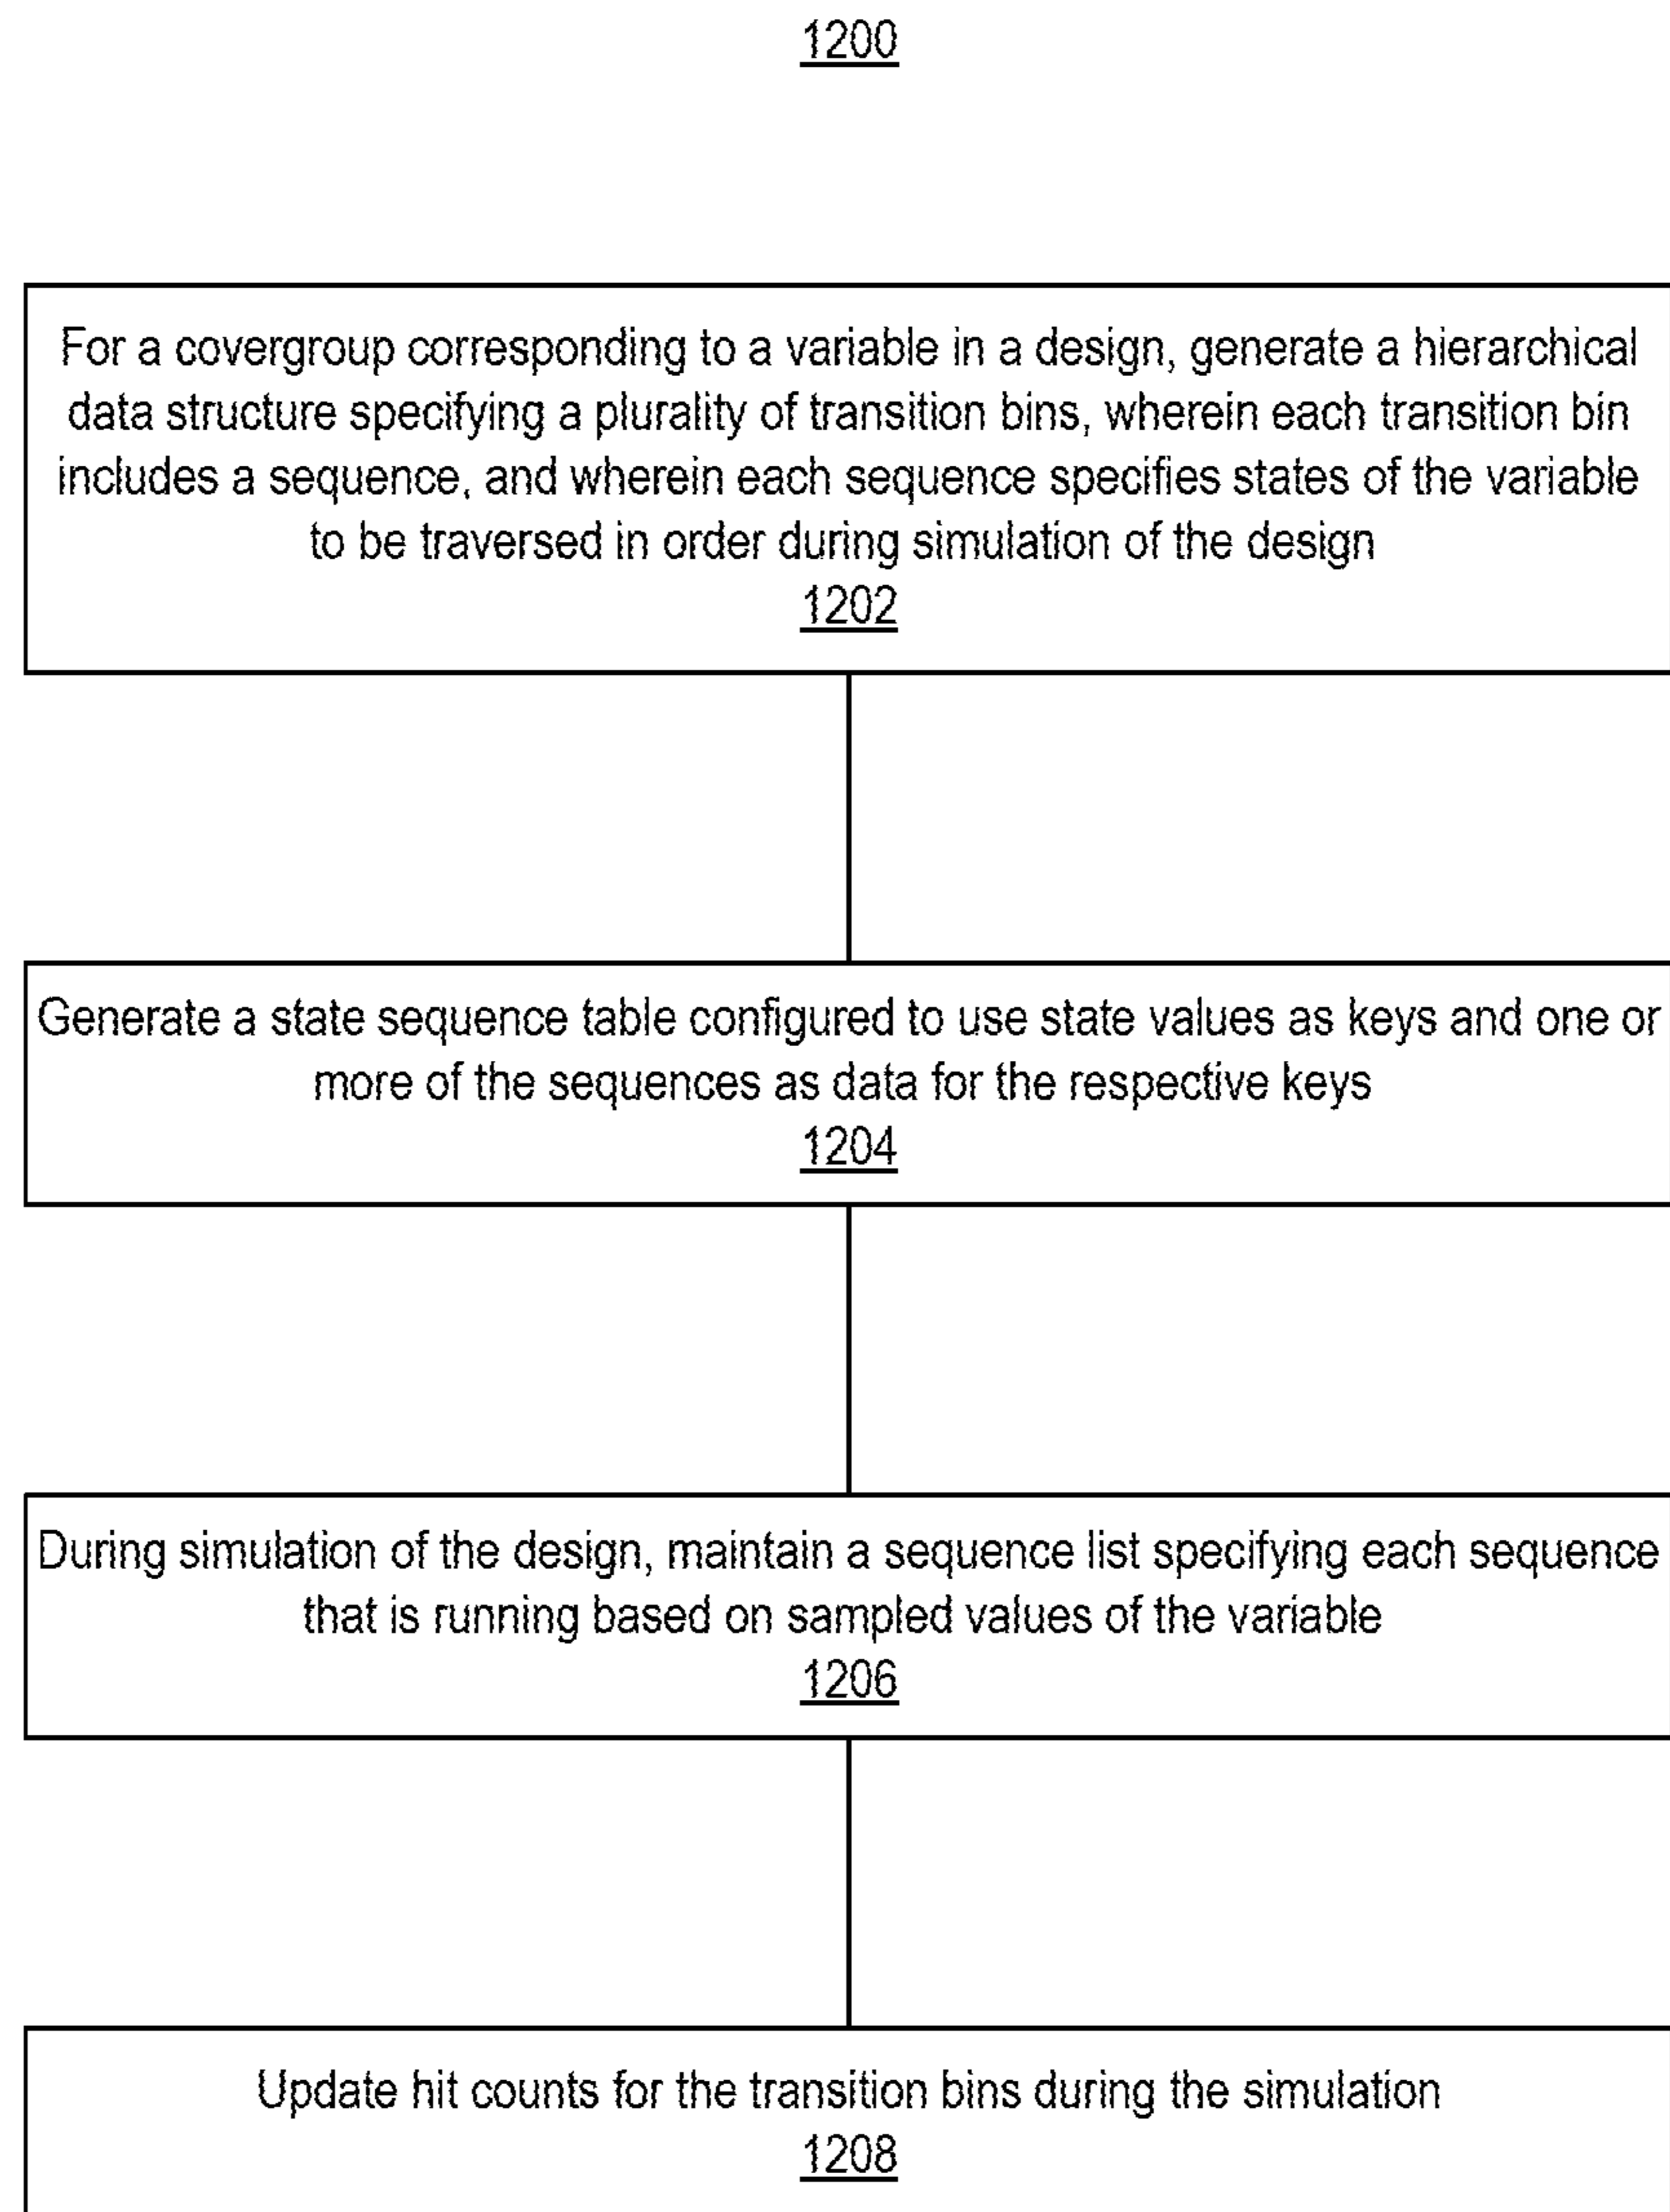 1200
For a covergroup corresponding to a variable in a design, generate a hierarchical
data structure specifying a plurality of transition bins, wherein each transition bin
includes a sequence, and wherein each sequence specifies states of the variable
to be traversed in order during simulation of the design
1202
Generate a state sequence table configured to use state values as keys and one or
more of the sequences as data for the respective keys
1204
During simulation of the design, maintain a sequence list specifying each sequence
that is running based on sampled values of the variable
1206
Update hit counts for the transition bins during the simulation
1208